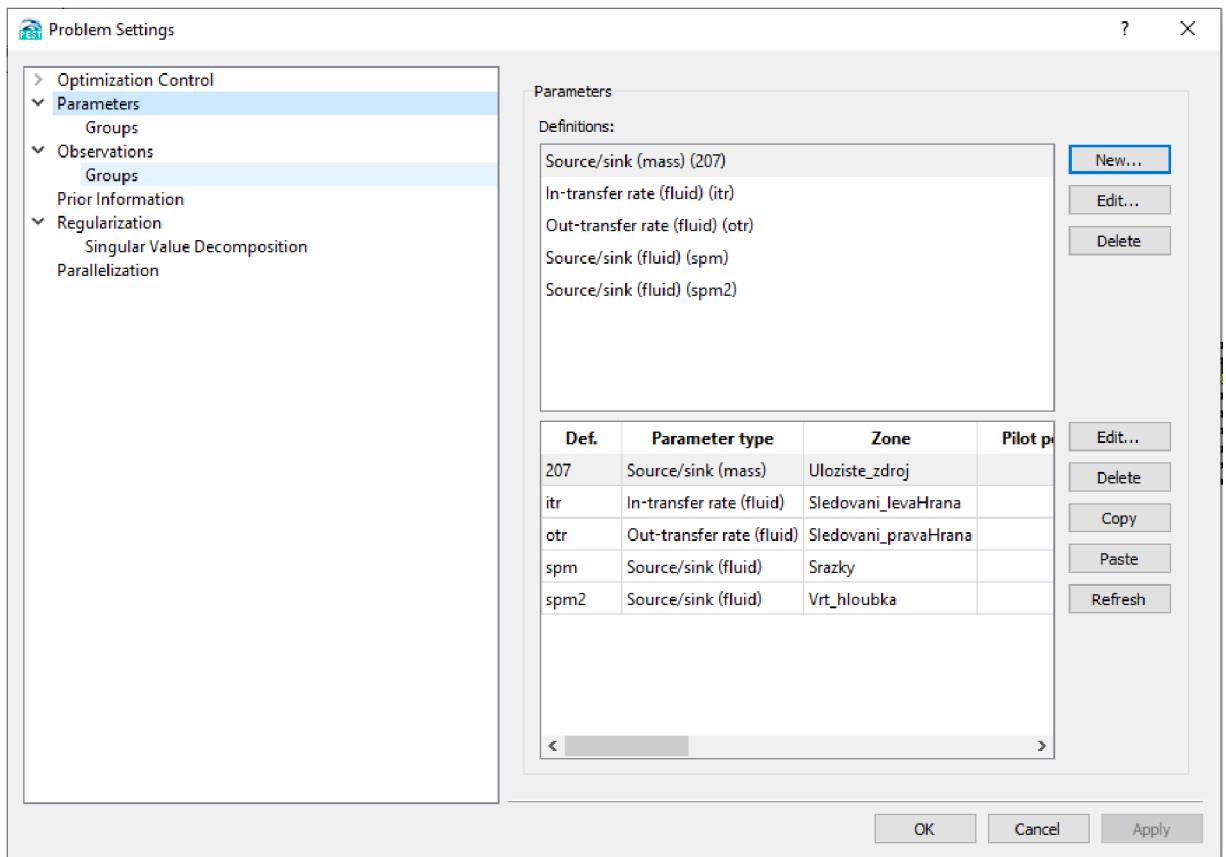 PEST
Problem Settings
?
Optimization Control
Parameters
Groups
Observations
Groups
Prior Information
Regularization
Singular Value Decomposition
Parallelization
Parameters
Definitions:
Source/sink (mass) (207)
In-transfer rate (fluid) (itr)
Out-transfer rate (fluid) (otr)
Source/sink (fluid) (spm)
Source/sink (fluid) (spm2)
New...
Edit...
Delete
Def. Parameter type Zone Pilot
207 Source/sink (mass) Uloziste_zdroj
itr In-transfer rate (fluid) Sledovani_levaHrana
otr Out-transfer rate (fluid) Sledovani_pravaHrana
spm Source/sink (fluid) Srazky
spm2 Source/sink (fluid) Vrt_hloubka
Edit...
Delete
Copy
Paste
Refresh
OK Cancel Apply